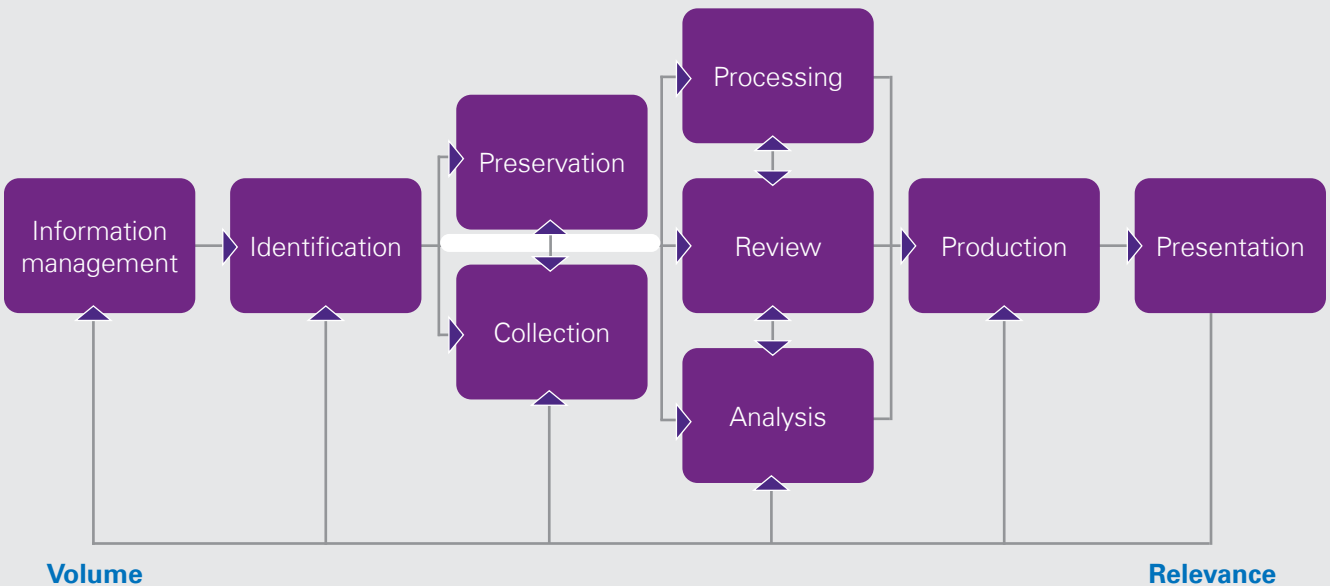 Information
management
Identification
Preservation
Collection
Processing
Review
Analysis
Production
Presentation
Volume
Relevance